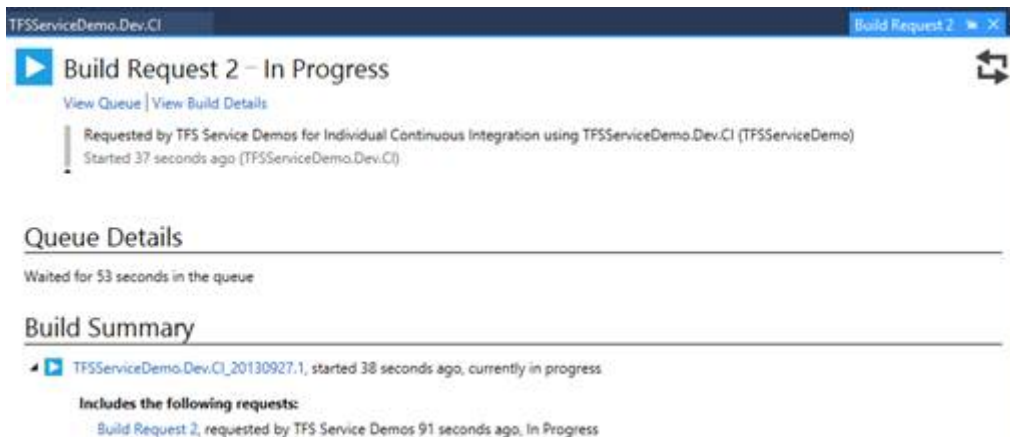 TFSServiceDemo.Dev.CI
Build Request 2
Build Request 2 – In Progress
View Queue | View Build Details
Requested by TFS Service Demos for Individual Continuous Integration using TFSServiceDemo.Dev.CI (TFSServiceDemo)
Started 37 seconds ago (TFSServiceDemo.Dev.CI)
Queue Details
Waited for 53 seconds in the queue
Build Summary
TFSServiceDemo.Dev.CI_20130927.1, started 38 seconds ago, currently in progress
Includes the following requests:
Build Request 2, requested by TFS Service Demos 91 seconds ago, In Progress